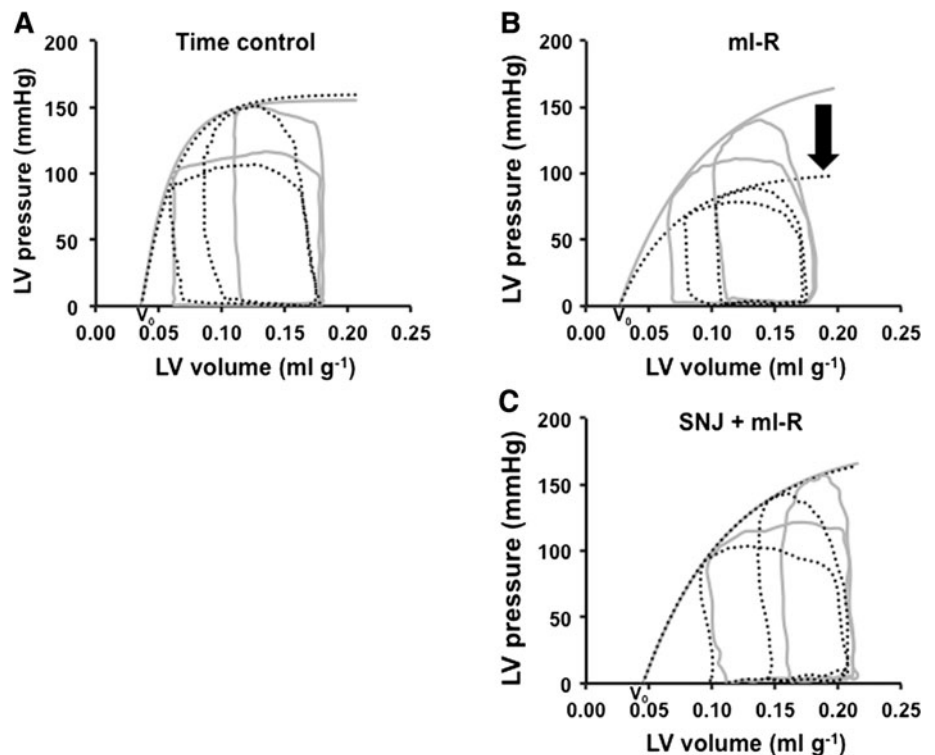 A
Time control
200
150
100
50
0
LV pressure (mmHg)
V₀
0.00 0.05 0.10 0.15 0.20 0.25
LV volume (ml g⁻¹)
B
mI-R
200
150
100
50
0
LV pressure (mmHg)
V₀
0.00 0.05 0.10 0.15 0.20 0.25
LV volume (ml g⁻¹)
C
SNJ + mI-R
200
150
100
50
0
LV pressure (mmHg)
V₀
0.00 0.05 0.10 0.15 0.20 0.25
LV volume (ml g⁻¹)